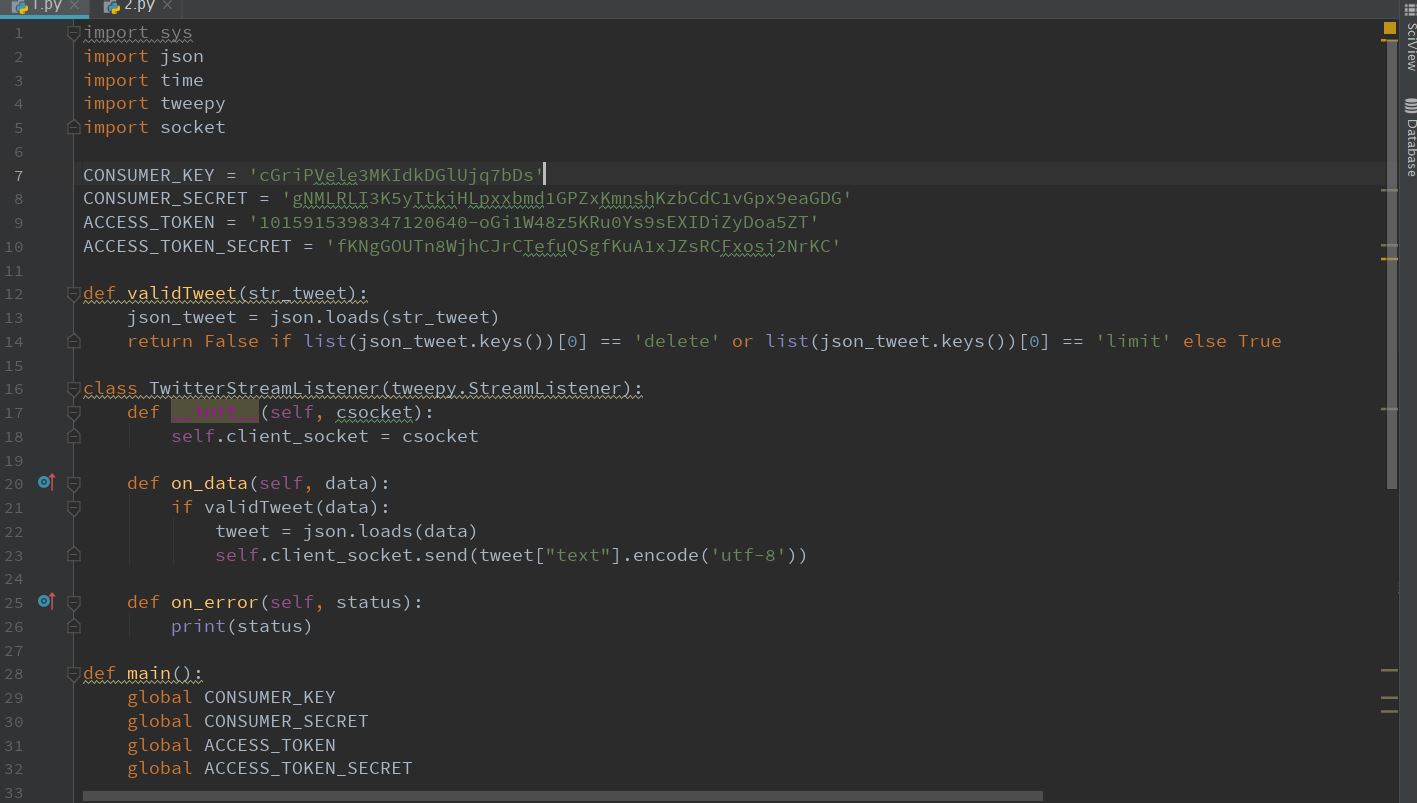 1.py 2.py
1 import sys
2 import json
3 import time
4 import tweepy
5 import socket
6
7 CONSUMER_KEY = 'cGriPVele3MKIdkDGlUjq7bDs'
8 CONSUMER_SECRET = 'gNMLRLI3K5yTtkiHLpxxbmd1GPZxKmnshKzbCdC1vGpx9eaGDG'
9 ACCESS_TOKEN = '1015915398347120640-oGi1W48z5KRu0Ys9sEXIDiZyDoa5ZT'
10 ACCESS_TOKEN_SECRET = 'fKNgGOUTn8WjhCJrCTefuQSgfKuA1xJZsRCFxosj2NrKC'
11
12 def validTweet(str_tweet):
13 json_tweet = json.loads(str_tweet)
14 return False if list(json_tweet.keys())[0] == 'delete' or list(json_tweet.keys())[0] == 'limit' else True
15
16 class TwitterStreamListener(tweepy.StreamListener):
17 def __init__(self, csocket):
18 self.client_socket = csocket
19
20 def on_data(self, data):
21 if validTweet(data):
22 tweet = json.loads(data)
23 self.client_socket.send(tweet["text"].encode('utf-8'))
24
25 def on_error(self, status):
26 print(status)
27
28 def main():
29 global CONSUMER_KEY
30 global CONSUMER_SECRET
31 global ACCESS_TOKEN
32 global ACCESS_TOKEN_SECRET
33
SciView
Database